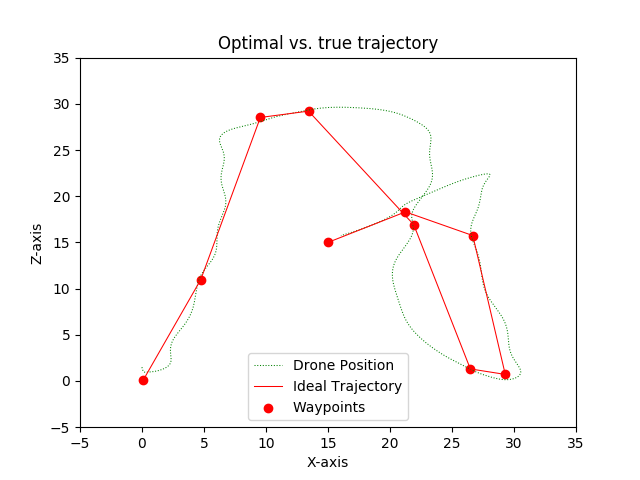 Optimal vs. true trajectory
35
30
25
20
15
10
5
0
−5
Z-axis
Drone Position
Ideal Trajectory
Waypoints
−5 0 5 10 15 20 25 30 35
X-axis